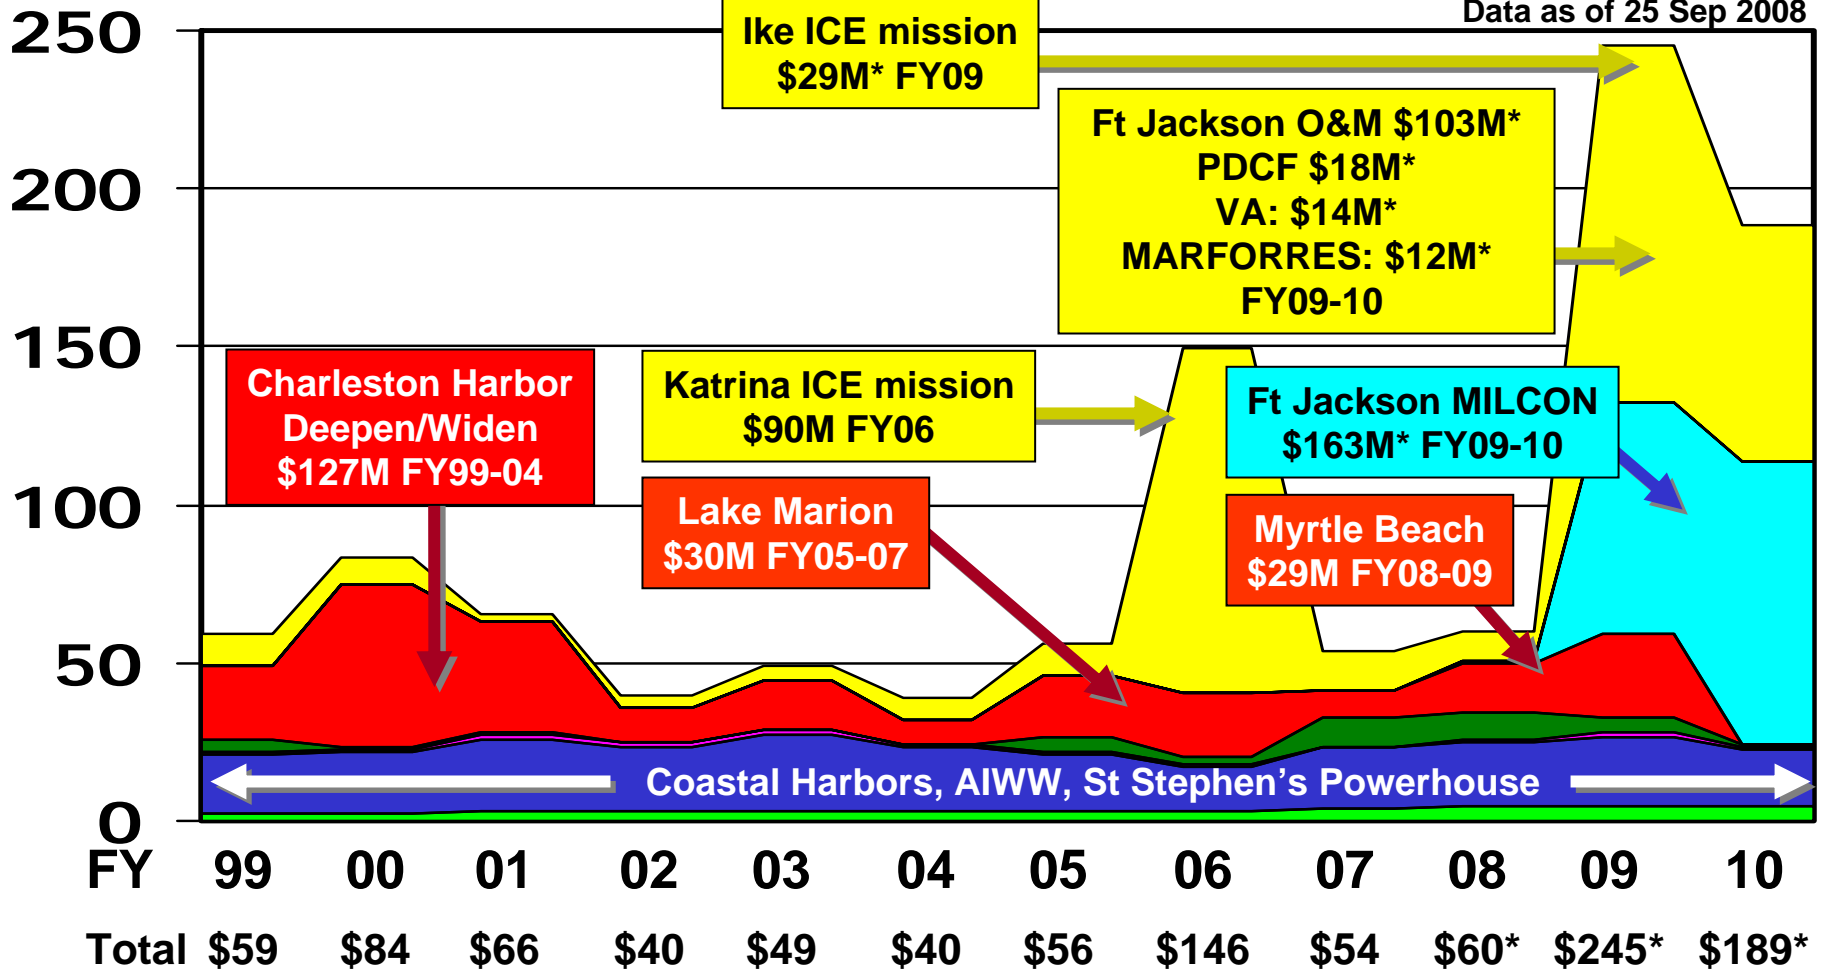 Data as of 25 Sep 2008
250
200
150
100
50
0
Ike ICE mission
$29M* FY09
Ft Jackson O&M $103M*
PDCF $18M*
VA: $14M*
MARFORRES: $12M*
FY09-10
Charleston Harbor
Deepen/Widen
$127M FY99-04
Katrina ICE mission
$90M FY06
Ft Jackson MILCON
$163M* FY09-10
Lake Marion
$30M FY05-07
Myrtle Beach
$29M FY08-09
Coastal Harbors, AIWW, St Stephen’s Powerhouse
FY 99 00 01 02 03 04 05 06 07 08 09 10
Total $59 $84 $66 $40 $49 $40 $56 $146 $54 $60* $245* $189*